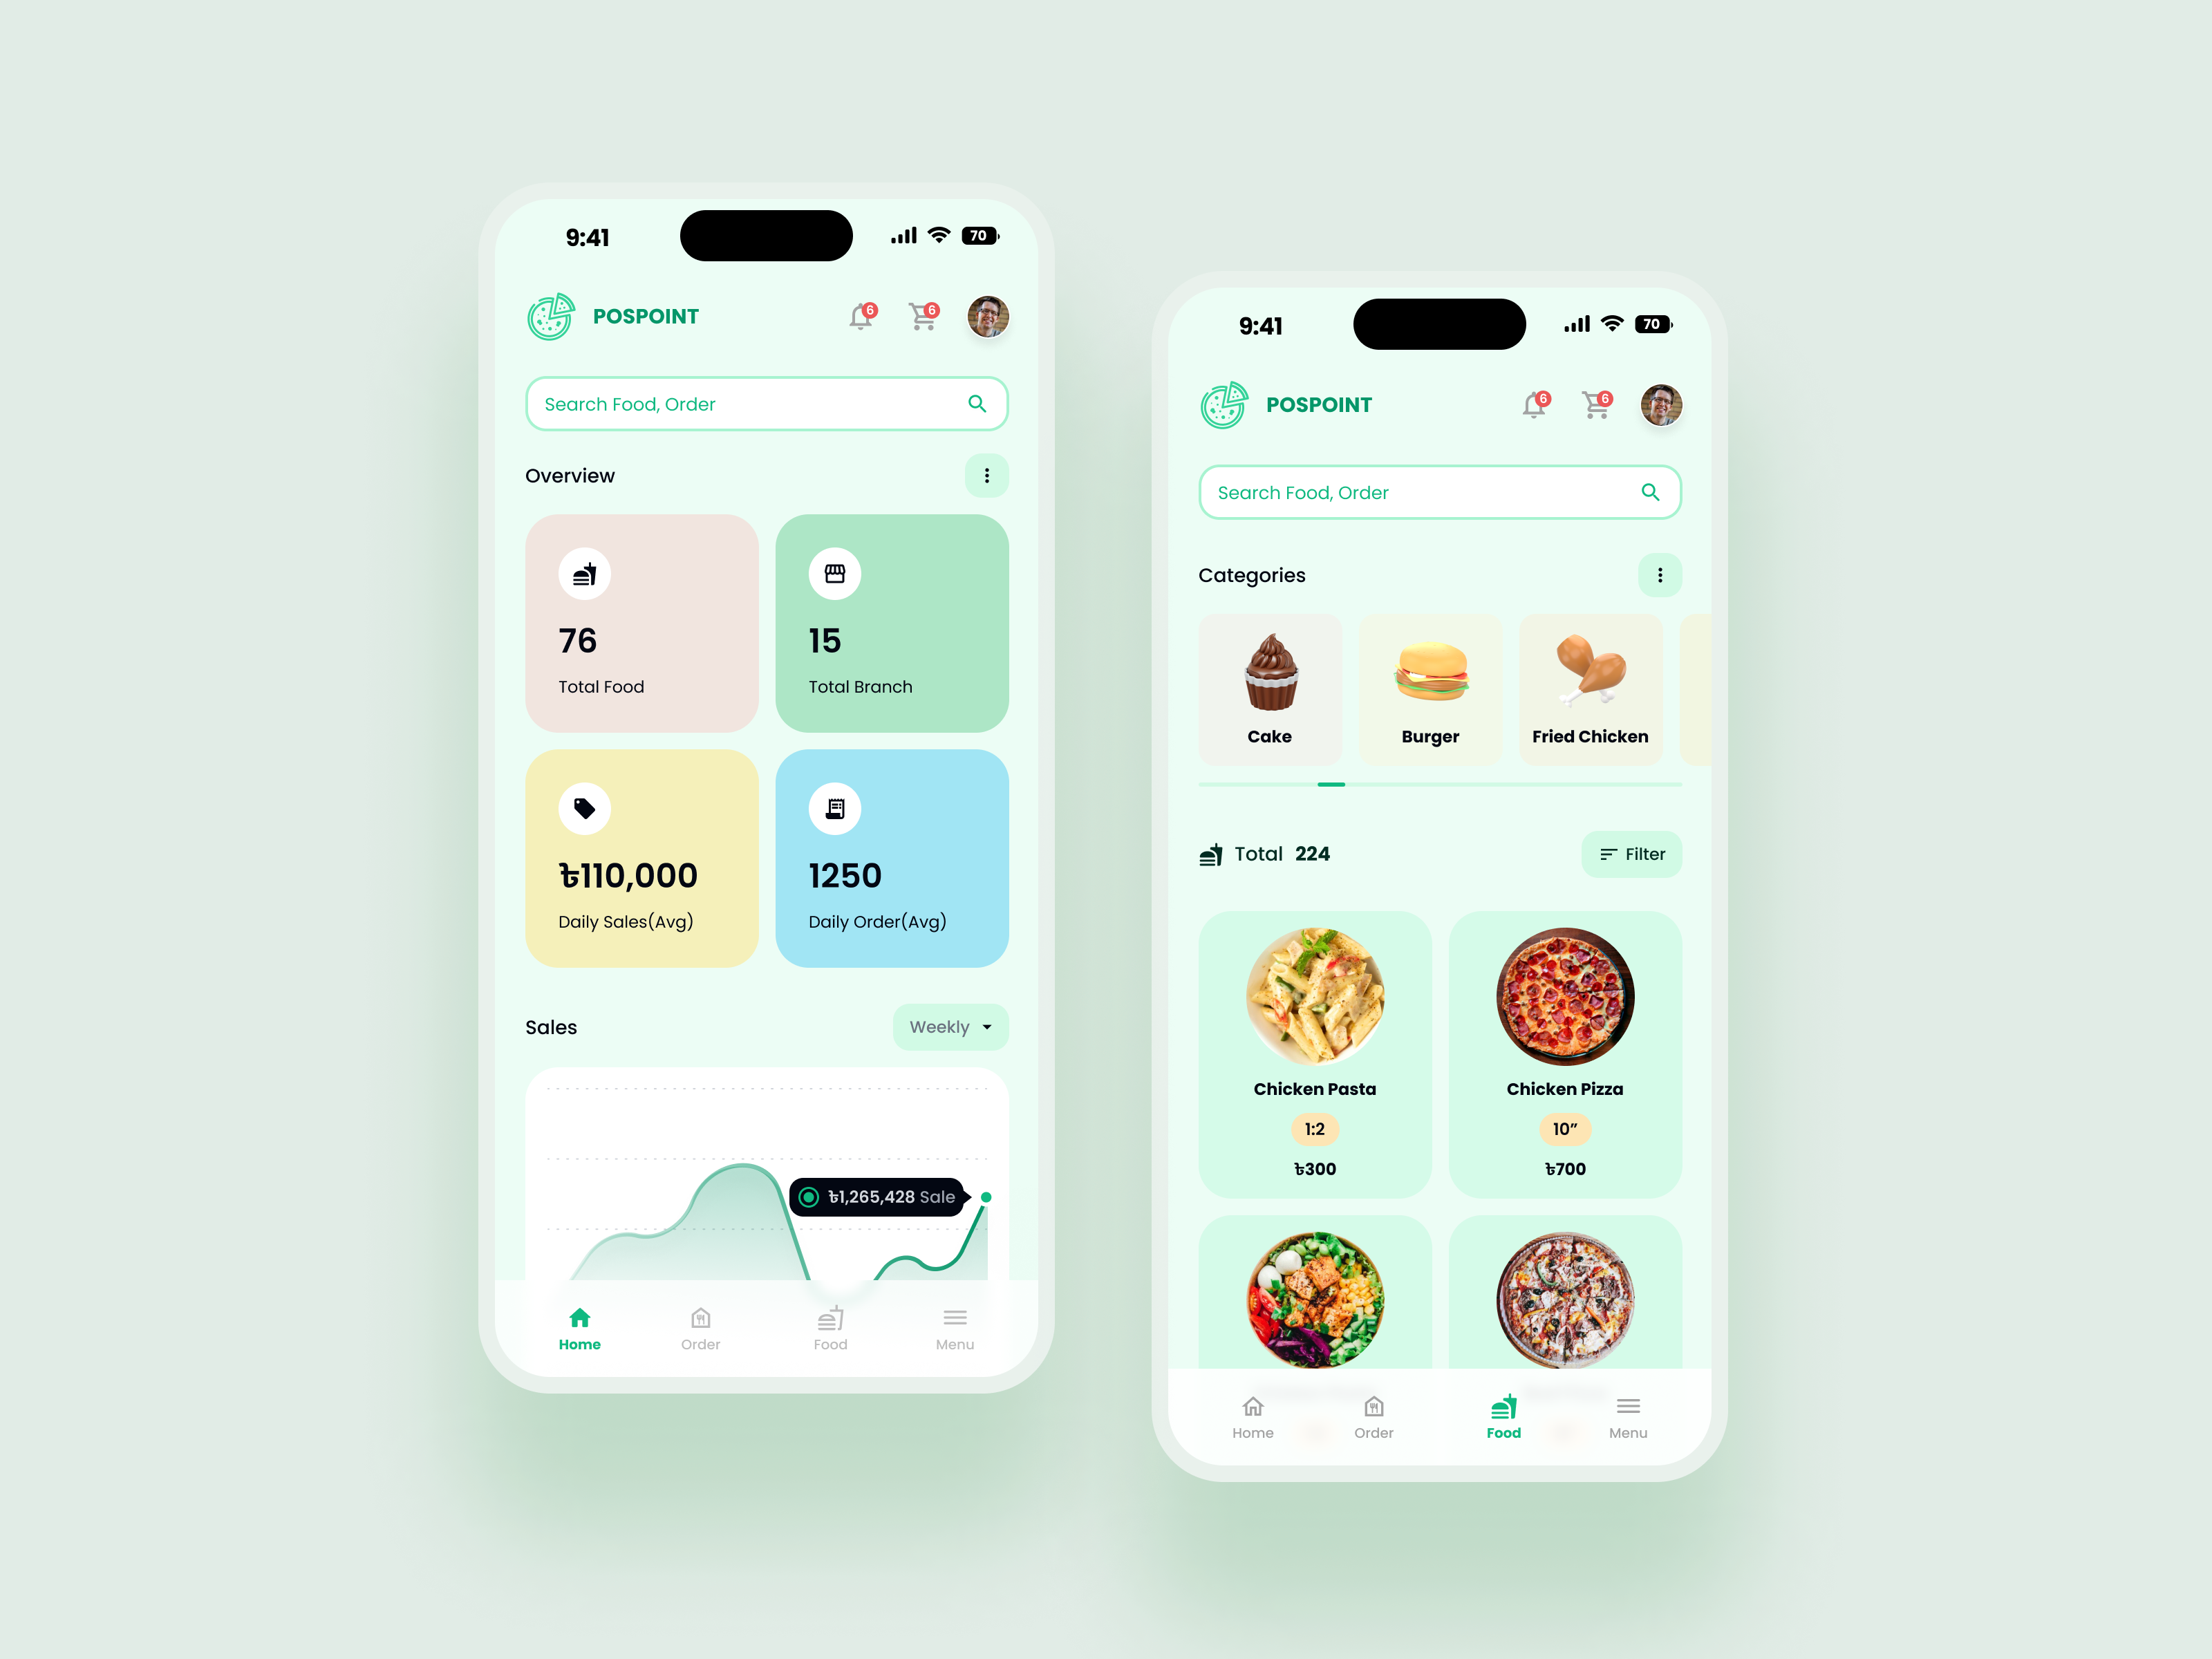 9:41
70
POSPOINT
6
6
Search Food, Order
Overview
76
Total Food
15
Total Branch
৳110,000
Daily Sales(Avg)
1250
Daily Order(Avg)
Sales
Weekly
৳1,265,428 Sale
Home
Order
Food
Menu
9:41
70
POSPOINT
6
6
Search Food, Order
Categories
Cake
Burger
Fried Chicken
Total 224
Filter
Chicken Pasta
1:2
৳300
Chicken Pizza
10”
৳700
Home
Order
Food
Menu